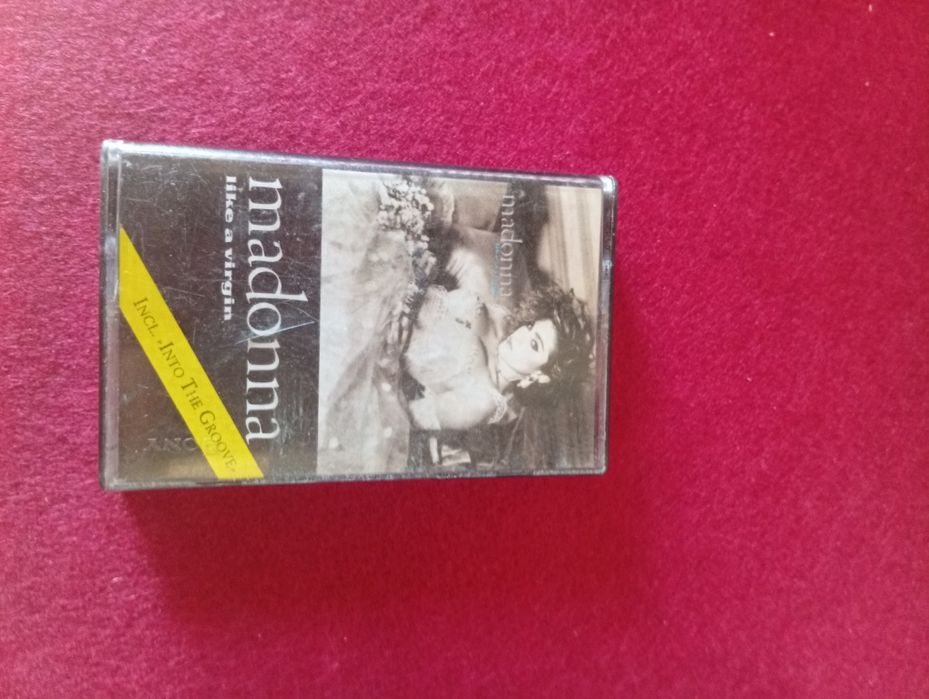 madonna
madonna
like a virgin
INCL. »INTO THE GROOVE«